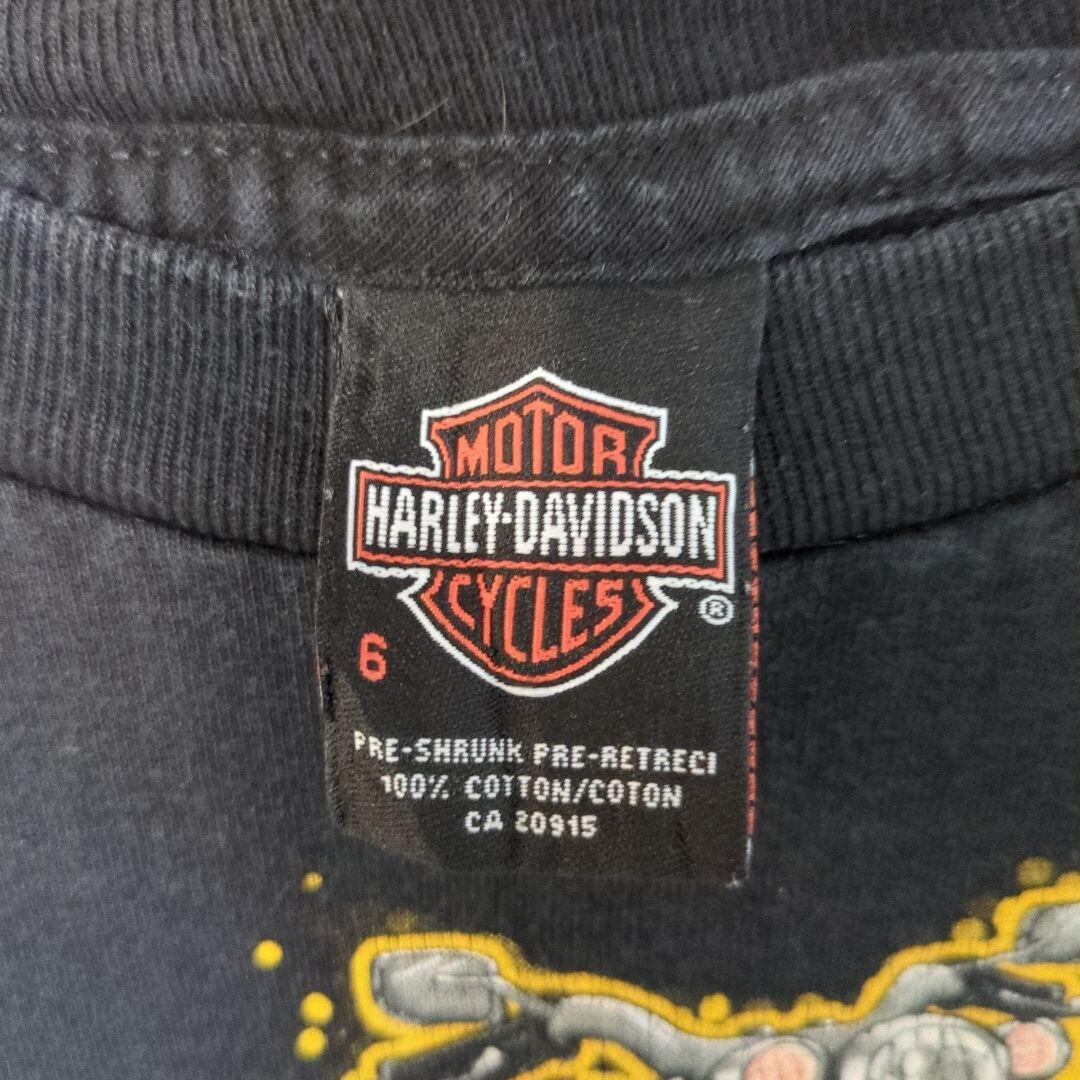 MOTOR
HARLEY-DAVIDSON
CYCLES
®
6
PRE-SHRUNK PRE-RETRECI
100% COTTON/COTON
CA 20915